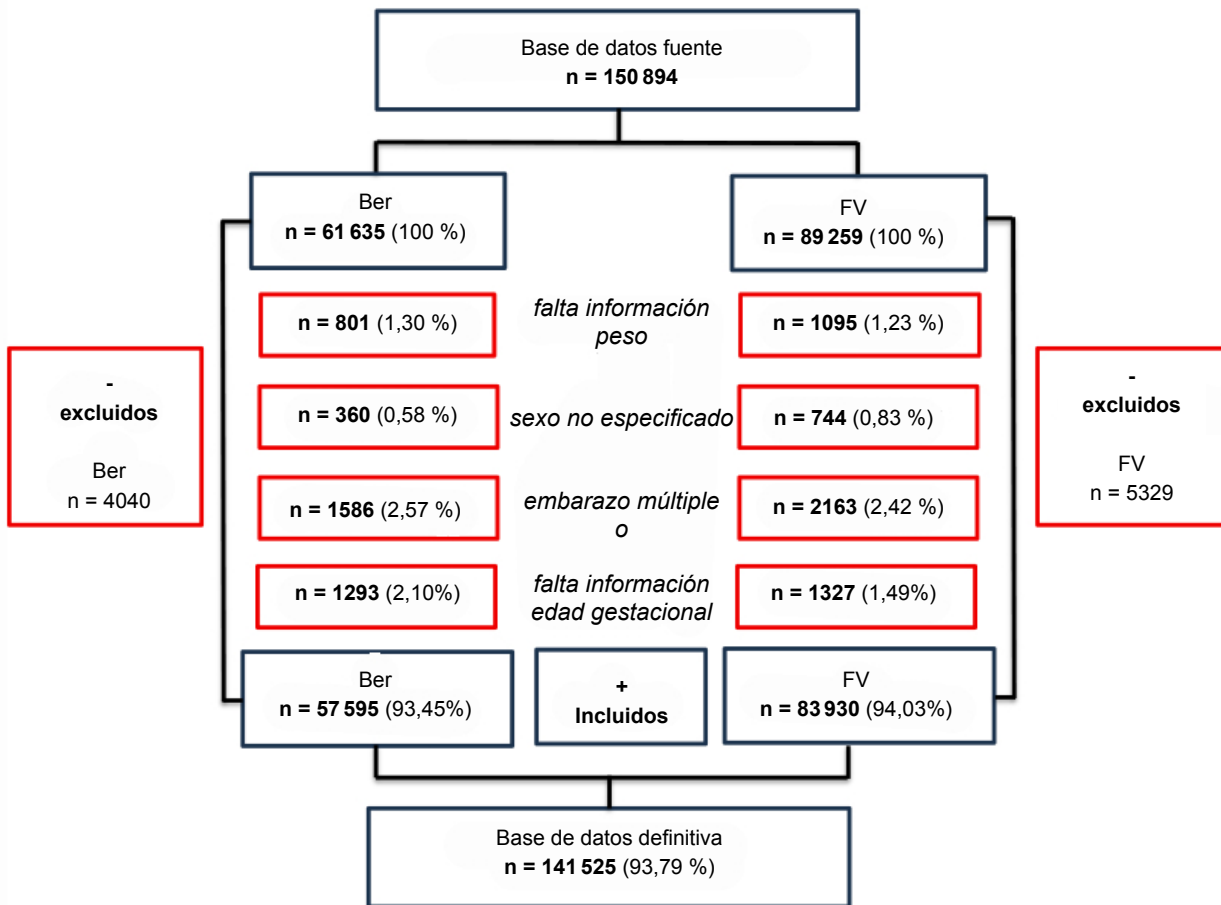 Base de datos fuente
n = 150 894
Ber
n = 61 635 (100 %)
FV
n = 89 259 (100 %)
n = 801 (1,30 %)
falta información
peso
n = 1095 (1,23 %)
-
excluidos
Ber
n = 4040
n = 360 (0,58 %)
sexo no especificado
n = 744 (0,83 %)
-
excluidos
FV
n = 5329
n = 1586 (2,57 %)
embarazo múltiple
o
n = 2163 (2,42 %)
n = 1293 (2,10%)
falta información
edad gestacional
n = 1327 (1,49%)
Ber
n = 57 595 (93,45%)
+
Incluidos
FV
n = 83 930 (94,03%)
Base de datos definitiva
n = 141 525 (93,79 %)